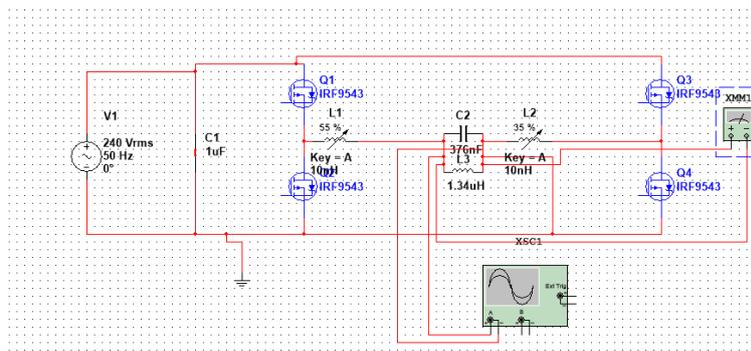 V1
240 Vrms
50 Hz
0°
C1
1uF
Q1
IRF9543
L1
55 %
Key = A
10nH
Q2
IRF9543
C2
376nF
L3
1.34uH
L2
35 %
Key = A
10nH
Q3
IRF9543
Q4
IRF9543
XMM1
XSC1
Ext Trig
A
B